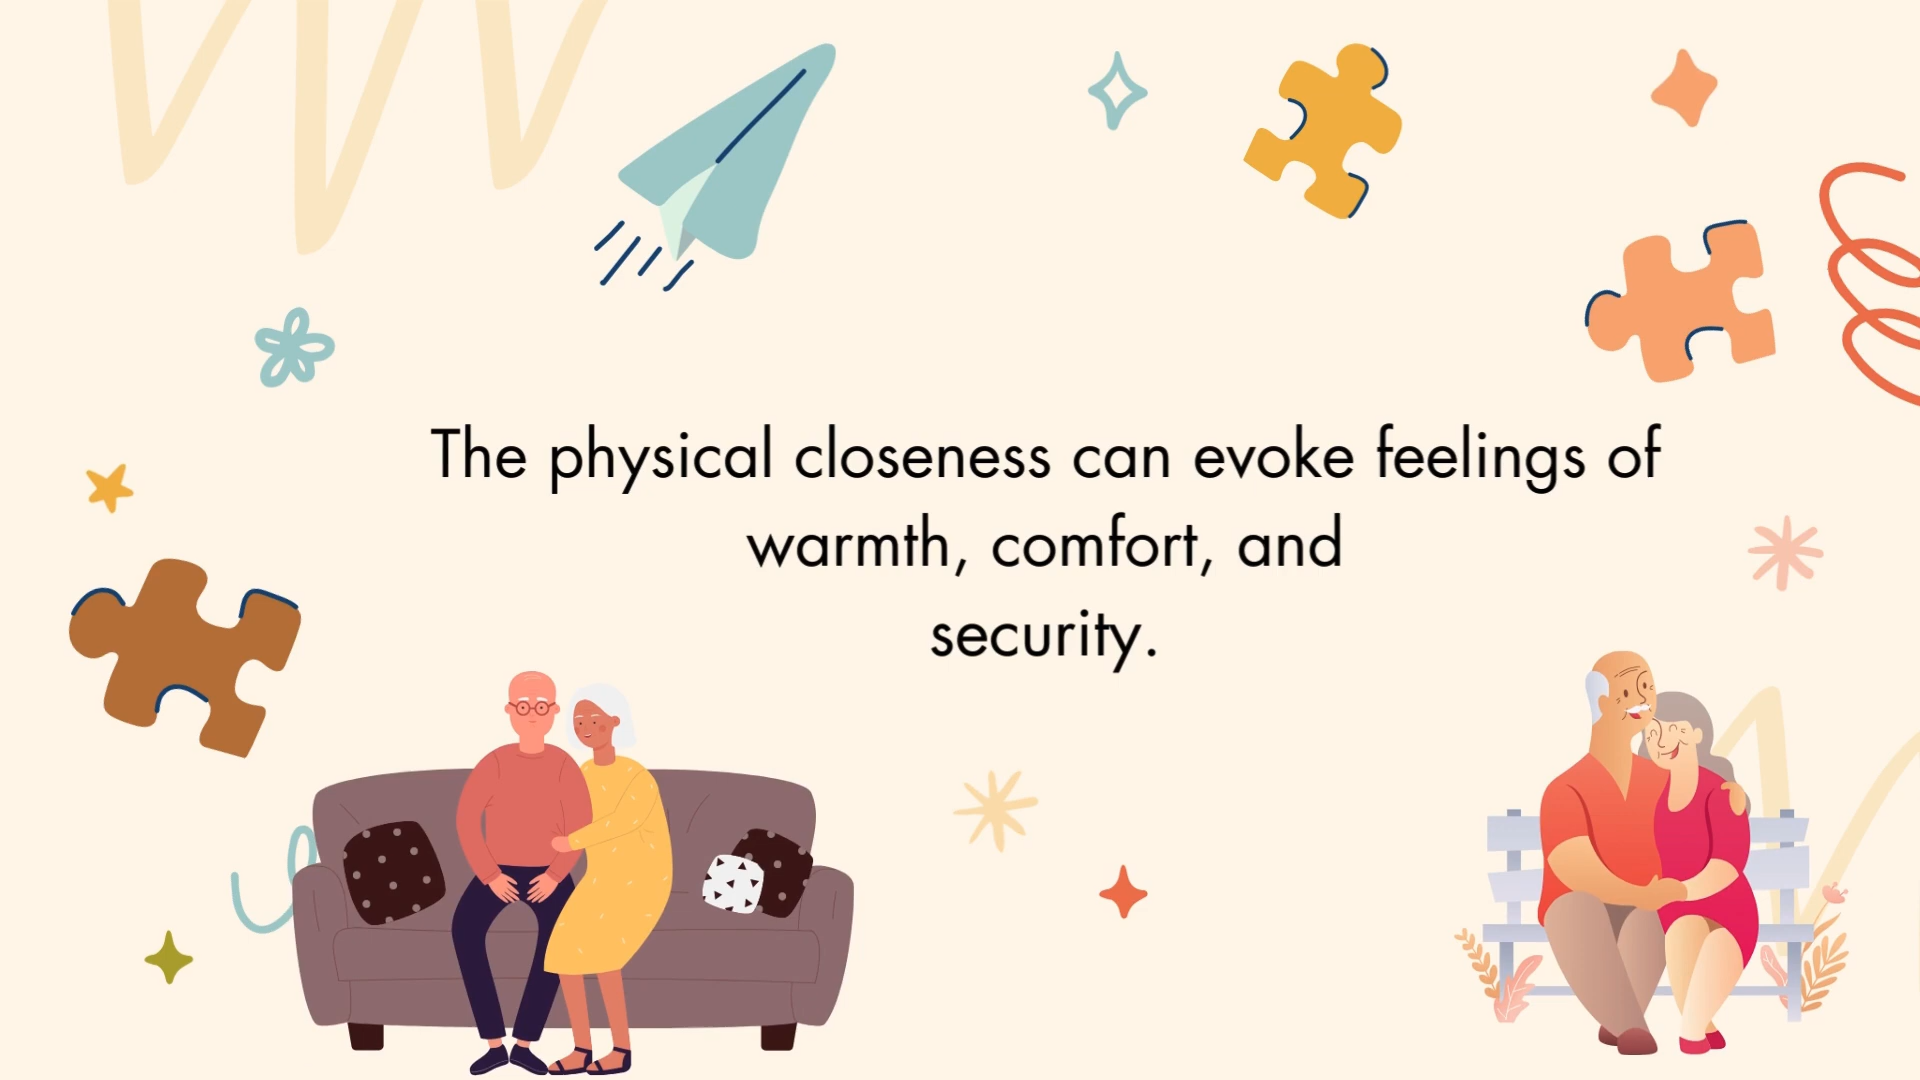 The physical closeness can evoke feelings of
warmth, comfort, and
security.